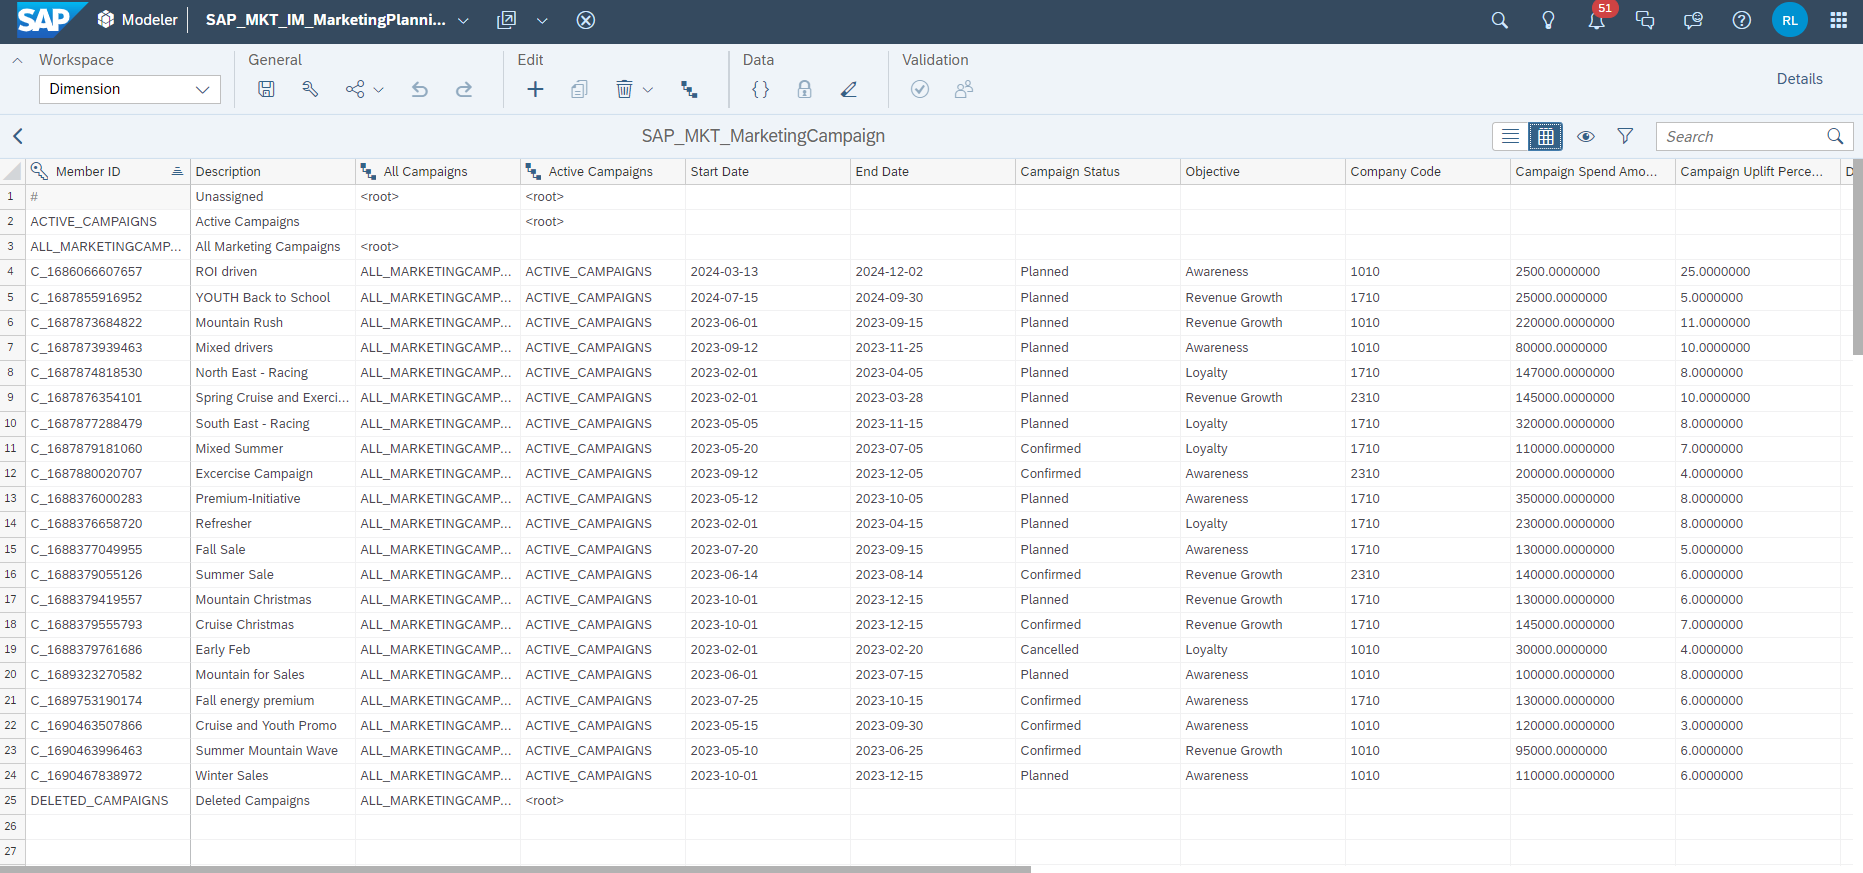 SAP Modeler SAP_MKT_IM_MarketingPlanni... 51 RL
Workspace General Edit Data Validation
Dimension Details
SAP_MKT_MarketingCampaign Search
Member ID Description All Campaigns Active Campaigns Start Date End Date Campaign Status Objective Company Code Campaign Spend Amo... Campaign Uplift Perce... D
1 # Unassigned <root> <root>
2 ACTIVE_CAMPAIGNS Active Campaigns <root>
3 ALL_MARKETINGCAMP... All Marketing Campaigns <root>
4 C_1686066607657 ROI driven ALL_MARKETINGCAMP... ACTIVE_CAMPAIGNS 2024-03-13 2024-12-02 Planned Awareness 1010 2500.0000000 25.0000000
5 C_1687855916952 YOUTH Back to School ALL_MARKETINGCAMP... ACTIVE_CAMPAIGNS 2024-07-15 2024-09-30 Planned Revenue Growth 1710 25000.0000000 5.0000000
6 C_1687873684822 Mountain Rush ALL_MARKETINGCAMP... ACTIVE_CAMPAIGNS 2023-06-01 2023-09-15 Planned Revenue Growth 1010 220000.0000000 11.0000000
7 C_1687873939463 Mixed drivers ALL_MARKETINGCAMP... ACTIVE_CAMPAIGNS 2023-09-12 2023-11-25 Planned Awareness 1010 80000.0000000 10.0000000
8 C_1687874818530 North East - Racing ALL_MARKETINGCAMP... ACTIVE_CAMPAIGNS 2023-02-01 2023-04-05 Planned Loyalty 1710 147000.0000000 8.0000000
9 C_1687876354101 Spring Cruise and Exerci... ALL_MARKETINGCAMP... ACTIVE_CAMPAIGNS 2023-02-01 2023-03-28 Planned Revenue Growth 2310 145000.0000000 10.0000000
10 C_1687877288479 South East - Racing ALL_MARKETINGCAMP... ACTIVE_CAMPAIGNS 2023-05-05 2023-11-15 Planned Loyalty 1710 320000.0000000 8.0000000
11 C_1687879181060 Mixed Summer ALL_MARKETINGCAMP... ACTIVE_CAMPAIGNS 2023-05-20 2023-07-05 Confirmed Loyalty 1710 110000.0000000 7.0000000
12 C_1687880020707 Excercise Campaign ALL_MARKETINGCAMP... ACTIVE_CAMPAIGNS 2023-09-12 2023-12-05 Confirmed Awareness 2310 200000.0000000 4.0000000
13 C_1688376000283 Premium-Initiative ALL_MARKETINGCAMP... ACTIVE_CAMPAIGNS 2023-05-12 2023-10-05 Planned Awareness 1710 350000.0000000 8.0000000
14 C_1688376658720 Refresher ALL_MARKETINGCAMP... ACTIVE_CAMPAIGNS 2023-02-01 2023-04-15 Planned Loyalty 1710 230000.0000000 8.0000000
15 C_1688377049955 Fall Sale ALL_MARKETINGCAMP... ACTIVE_CAMPAIGNS 2023-07-20 2023-09-15 Planned Awareness 1710 130000.0000000 5.0000000
16 C_1688379055126 Summer Sale ALL_MARKETINGCAMP... ACTIVE_CAMPAIGNS 2023-06-14 2023-08-14 Confirmed Revenue Growth 2310 140000.0000000 6.0000000
17 C_1688379419557 Mountain Christmas ALL_MARKETINGCAMP... ACTIVE_CAMPAIGNS 2023-10-01 2023-12-15 Planned Revenue Growth 1710 130000.0000000 6.0000000
18 C_1688379555793 Cruise Christmas ALL_MARKETINGCAMP... ACTIVE_CAMPAIGNS 2023-10-01 2023-12-15 Confirmed Revenue Growth 1710 145000.0000000 7.0000000
19 C_1688379761686 Early Feb ALL_MARKETINGCAMP... ACTIVE_CAMPAIGNS 2023-02-01 2023-02-20 Cancelled Loyalty 1010 30000.0000000 4.0000000
20 C_1689323270582 Mountain for Sales ALL_MARKETINGCAMP... ACTIVE_CAMPAIGNS 2023-06-01 2023-07-15 Planned Awareness 1010 100000.0000000 8.0000000
21 C_1689753190174 Fall energy premium ALL_MARKETINGCAMP... ACTIVE_CAMPAIGNS 2023-07-25 2023-10-15 Confirmed Awareness 1710 130000.0000000 6.0000000
22 C_1690463507866 Cruise and Youth Promo ALL_MARKETINGCAMP... ACTIVE_CAMPAIGNS 2023-05-15 2023-09-30 Confirmed Awareness 1010 120000.0000000 3.0000000
23 C_1690463996463 Summer Mountain Wave ALL_MARKETINGCAMP... ACTIVE_CAMPAIGNS 2023-05-10 2023-06-25 Confirmed Revenue Growth 1010 95000.0000000 6.0000000
24 C_1690467838972 Winter Sales ALL_MARKETINGCAMP... ACTIVE_CAMPAIGNS 2023-10-01 2023-12-15 Planned Awareness 1010 110000.0000000 6.0000000
25 DELETED_CAMPAIGNS Deleted Campaigns ALL_MARKETINGCAMP... <root>
26
27